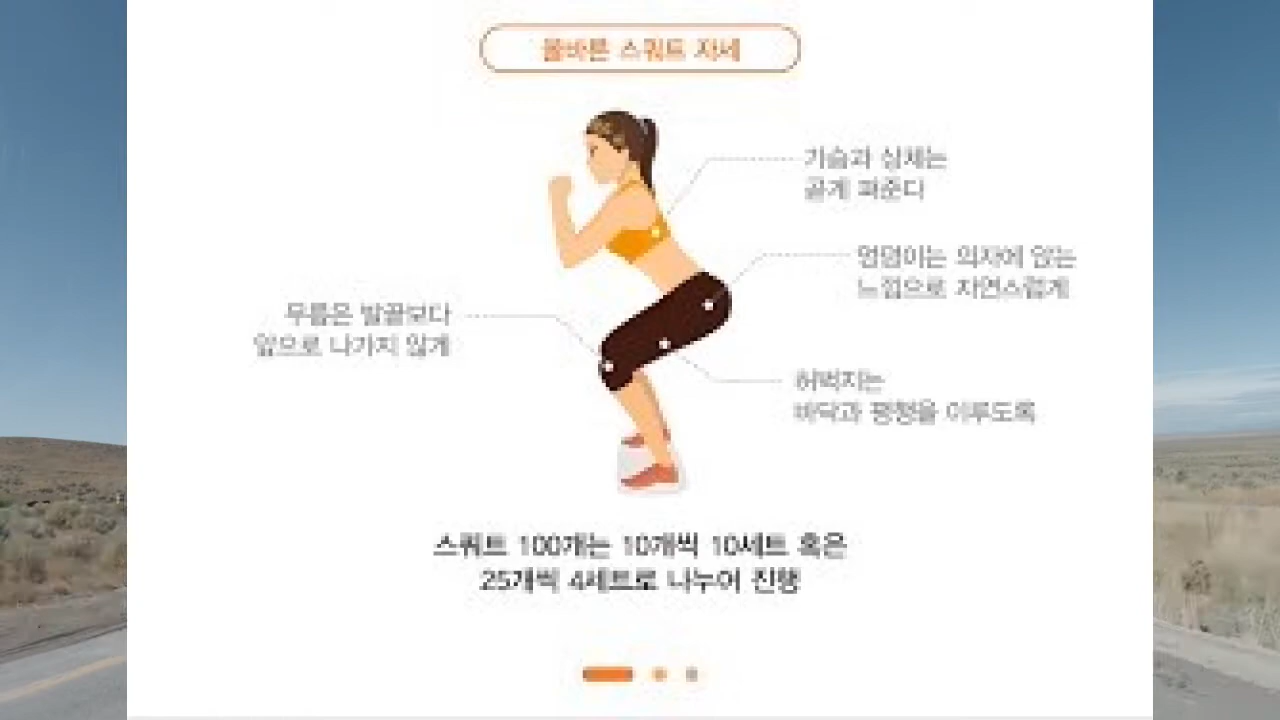 올바른 스쿼트 자세
가슴과 상체는
곧게 펴준다
엉덩이는 의자에 앉는
느낌으로 자연스럽게
무릎은 발끝보다
앞으로 나가지 않게
허벅지는
바닥과 평행을 이루도록
스쿼트 100개는 10개씩 10세트 혹은
25개씩 4세트로 나누어 진행